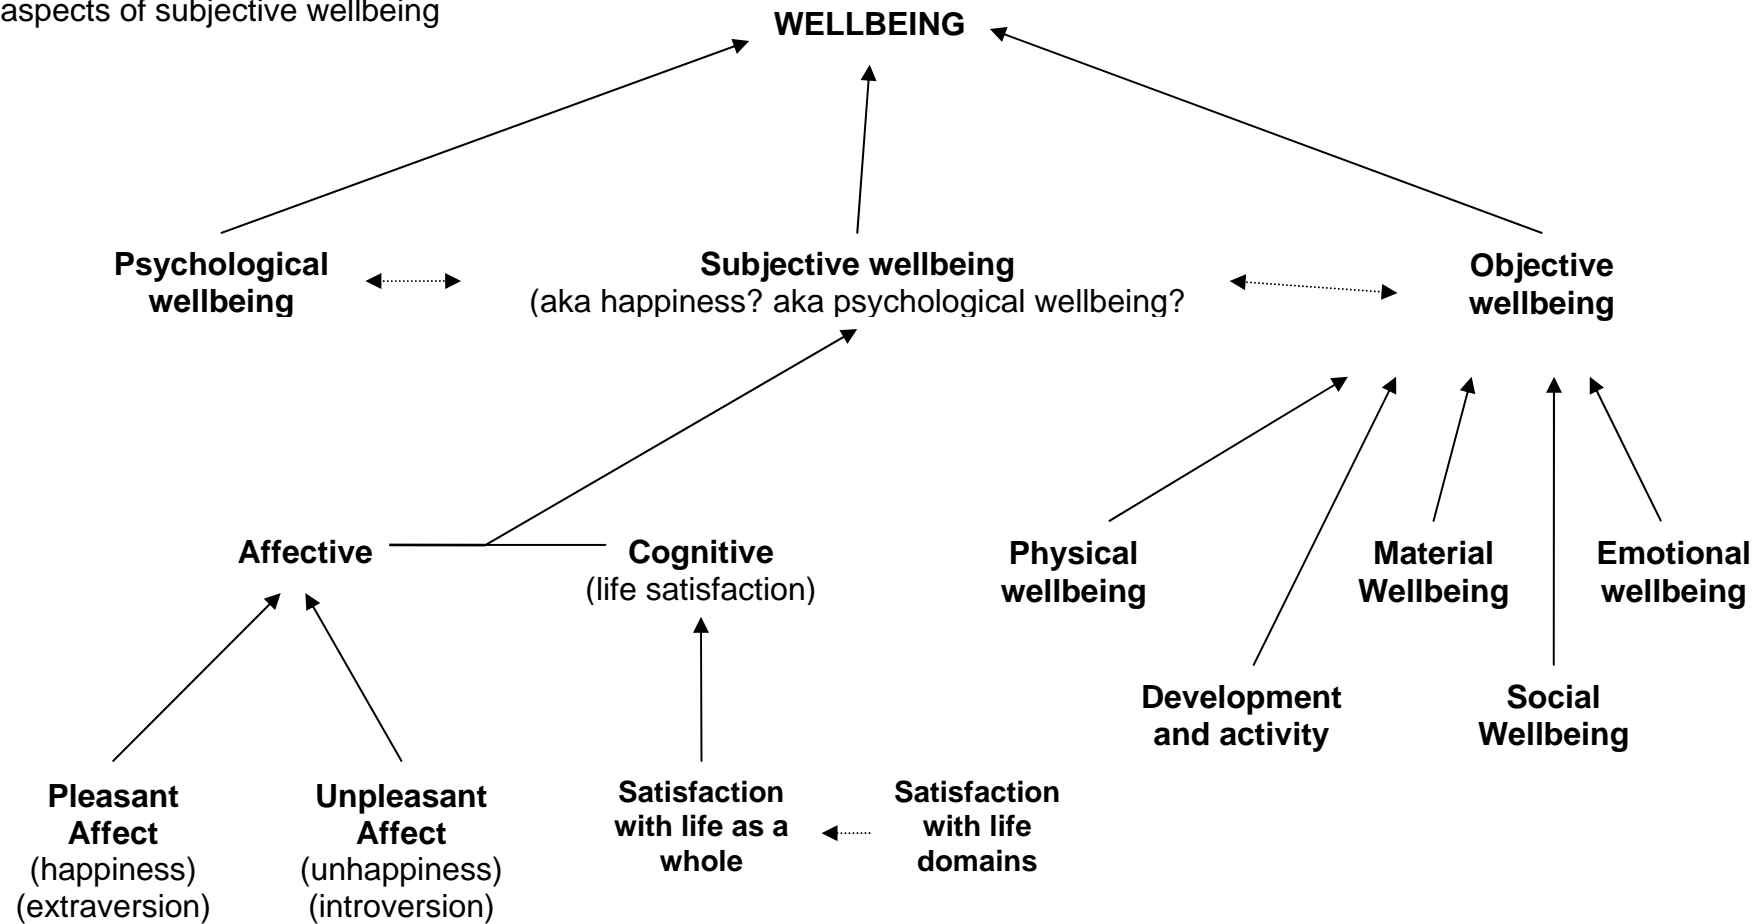 aspects of subjective wellbeing
WELLBEING
Psychological
wellbeing
Subjective wellbeing
(aka happiness? aka psychological wellbeing?
Objective
wellbeing
Affective
Cognitive
(life satisfaction)
Physical
wellbeing
Material
Wellbeing
Emotional
wellbeing
Development
and activity
Social
Wellbeing
Pleasant
Affect
(happiness)
(extraversion)
Unpleasant
Affect
(unhappiness)
(introversion)
Satisfaction
with life as a
whole
Satisfaction
with life
domains